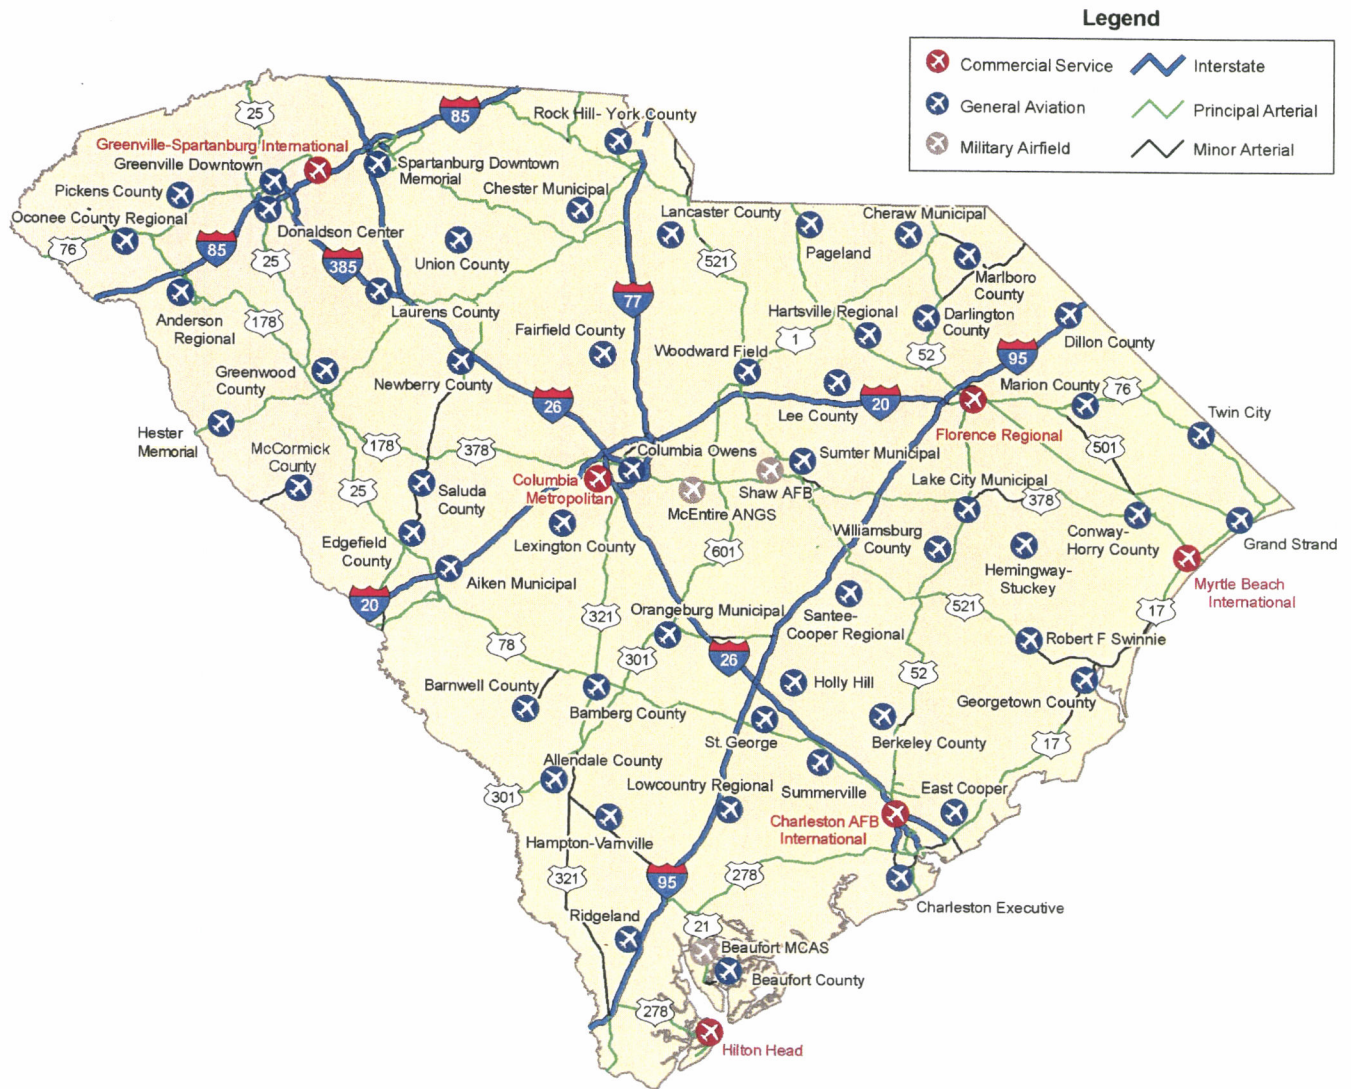 Legend
Commercial Service
Interstate
General Aviation
Principal Arterial
Military Airfield
Minor Arterial
25
85
Rock Hill- York County
Greenville-Spartanburg International
Greenville Downtown
Spartanburg Downtown
Memorial
Pickens County
Chester Municipal
Oconee County Regional
Lancaster County
Cheraw Municipal
Donaldson Center
Pageland
76
85
25
385
Union County
521
Marlboro
County
77
Laurens County
Hartsville Regional
Darlington
County
Anderson
Regional
178
Fairfield County
1
52
95
Dillon County
Woodward Field
Greenwood
County
Newberry County
Marion County
76
26
Lee County
20
Twin City
Hester
Memorial
Florence Regional
McCormick
County
178
378
Columbia Owens
Sumter Municipal
501
Columbia
Metropolitan
25
Saluda
County
Shaw AFB
Lake City Municipal
378
McEntire ANGS
Edgefield
County
Lexington County
601
Williamsburg
County
Conway-
Horry County
Grand Strand
Hemingway-
Stuckey
Aiken Municipal
Myrtle Beach
International
20
321
Orangeburg Municipal
Santee-
Cooper Regional
521
17
78
301
26
Robert F Swinnie
Barnwell County
Holly Hill
52
Georgetown County
Bamberg County
St. George
Berkeley County
17
Allendale County
Lowcountry Regional
Summerville
East Cooper
301
Charleston AFB
International
Hampton-Varnville
321
95
278
Charleston Executive
Ridgeland
21
Beaufort MCAS
Beaufort County
278
Hilton Head